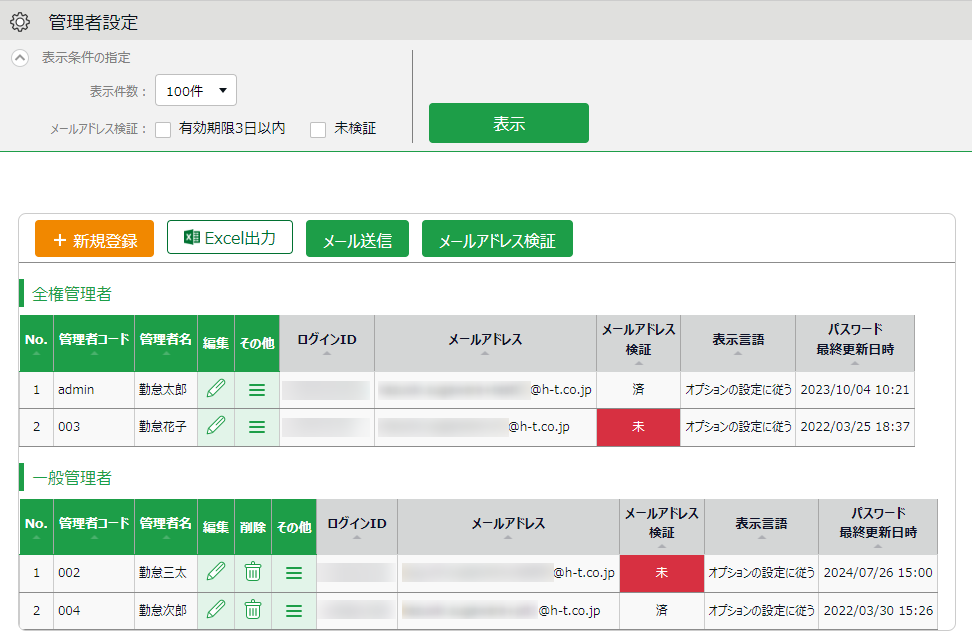 管理者設定
表示条件の指定
表示件数： 100件
メールアドレス検証： 有効期限3日以内 未検証
表示
新規登録 Excel出力 メール送信 メールアドレス検証
全権管理者
No. 管理者コード 管理者名 編集 その他 ログインID メールアドレス メールアドレス検証 表示言語 パスワード最終更新日時
1 admin 勤怠太郎 @h-t.co.jp 済 オプションの設定に従う 2023/10/04 10:21
2 003 勤怠花子 @h-t.co.jp 未 オプションの設定に従う 2022/03/25 18:37
一般管理者
No. 管理者コード 管理者名 編集 削除 その他 ログインID メールアドレス メールアドレス検証 表示言語 パスワード最終更新日時
1 002 勤怠三太 @h-t.co.jp 未 オプションの設定に従う 2024/07/26 15:00
2 004 勤怠次郎 @h-t.co.jp 済 オプションの設定に従う 2022/03/30 15:26